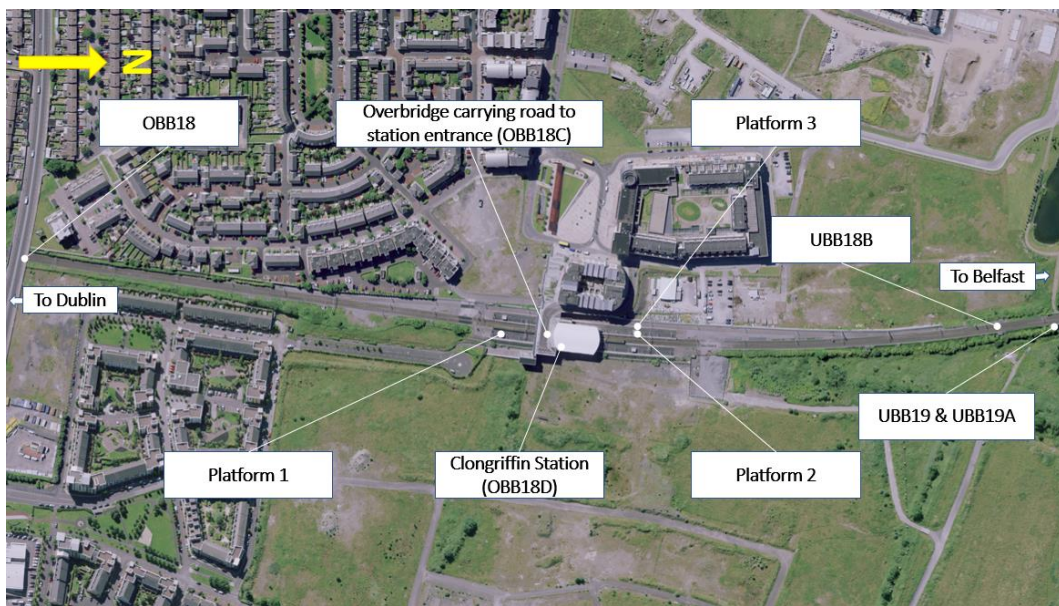 N
OBB18
Overbridge carrying road to
station entrance (OBB18C)
Platform 3
UBB18B
To Belfast
To Dublin
UBB19 & UBB19A
Platform 1
Clongriffin Station
(OBB18D)
Platform 2